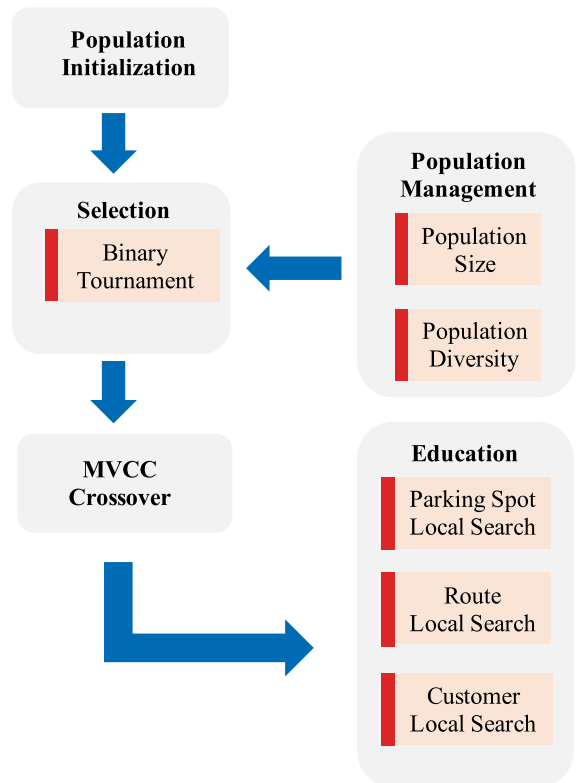 Population
Initialization
Selection
Binary
Tournament
Population
Management
Population
Size
Population
Diversity
MVCC
Crossover
Education
Parking Spot
Local Search
Route
Local Search
Customer
Local Search